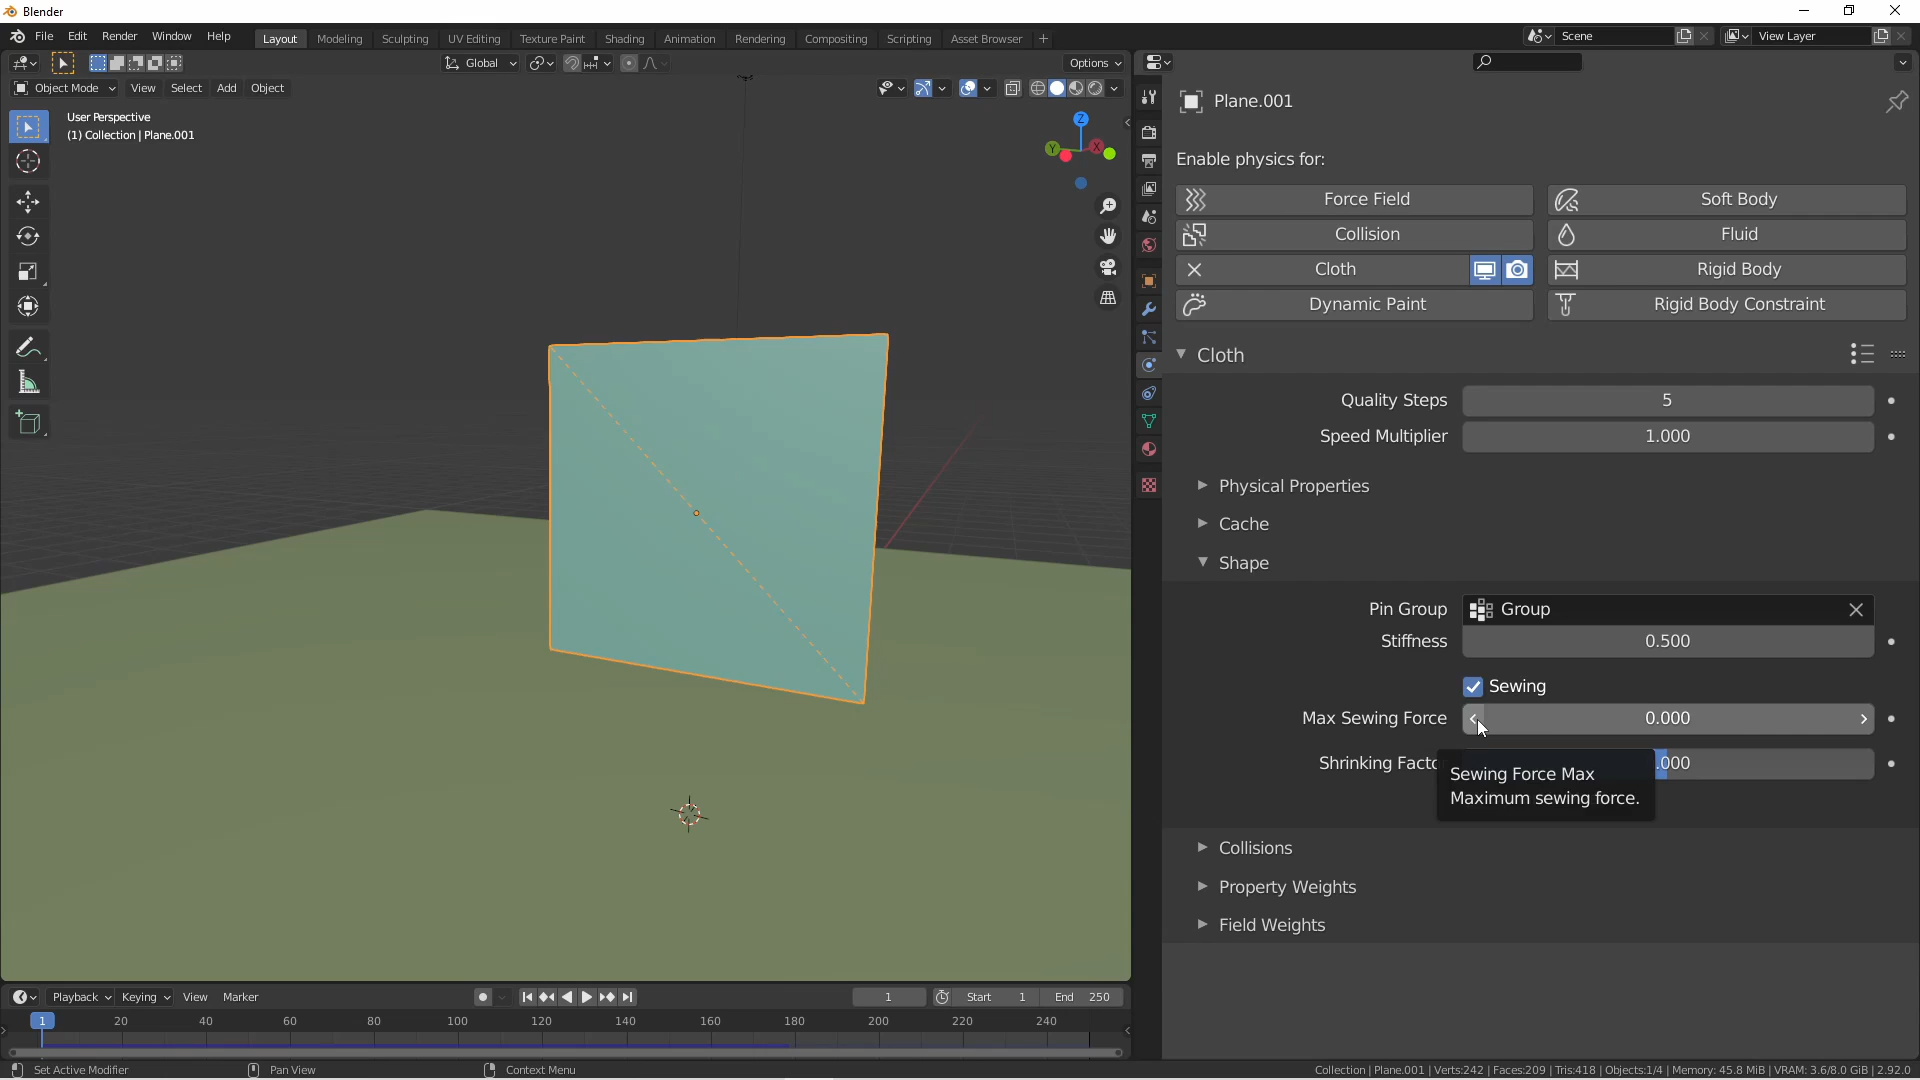 Blender
File Edit Render Window Help
Layout Modeling Sculpting UV Editing Texture Paint Shading Animation Rendering Compositing Scripting Asset Browser +
Scene
View Layer
Global
Options
Object Mode View Select Add Object
User Perspective
(1) Collection | Plane.001
Z
Y
X
Plane.001
Enable physics for:
Force Field
Soft Body
Collision
Fluid
Cloth
Rigid Body
Dynamic Paint
Rigid Body Constraint
Cloth
Quality Steps 5
Speed Multiplier 1.000
Physical Properties
Cache
Shape
Pin Group Group
Stiffness 0.500
Sewing
Max Sewing Force 0.000
Shrinking Facto .000
Sewing Force Max
Maximum sewing force.
Collisions
Property Weights
Field Weights
Playback Keying View Marker
1
Start 1
End 250
1 20 40 60 80 100 120 140 160 180 200 220 240
Set Active Modifier
Pan View
Context Menu
Collection | Plane.001 | Verts:242 | Faces:209 | Tris:418 | Objects:1/4 | Memory: 45.8 MiB | VRAM: 3.6/8.0 GiB | 2.92.0